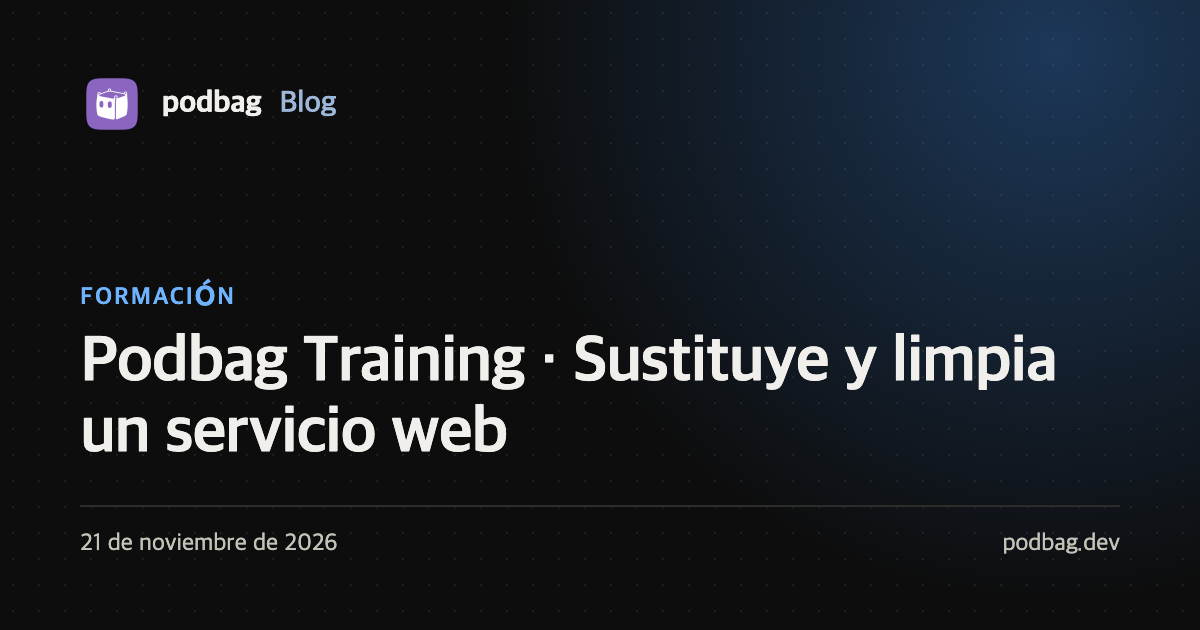 podbag Blog
FORMACIÓN
Podbag Training · Sustituye y limpia
un servicio web
21 de noviembre de 2026
podbag.dev